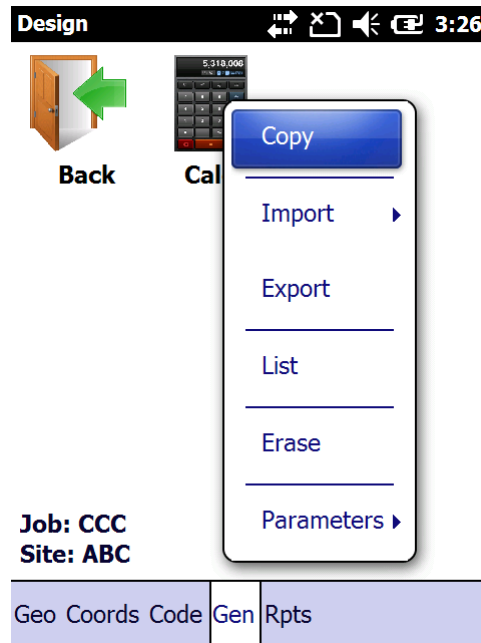 Design 3:26
5,318,006
Back Cal
Copy
Import
Export
List
Erase
Parameters
Job: CCC
Site: ABC
Geo Coords Code Gen Rpts